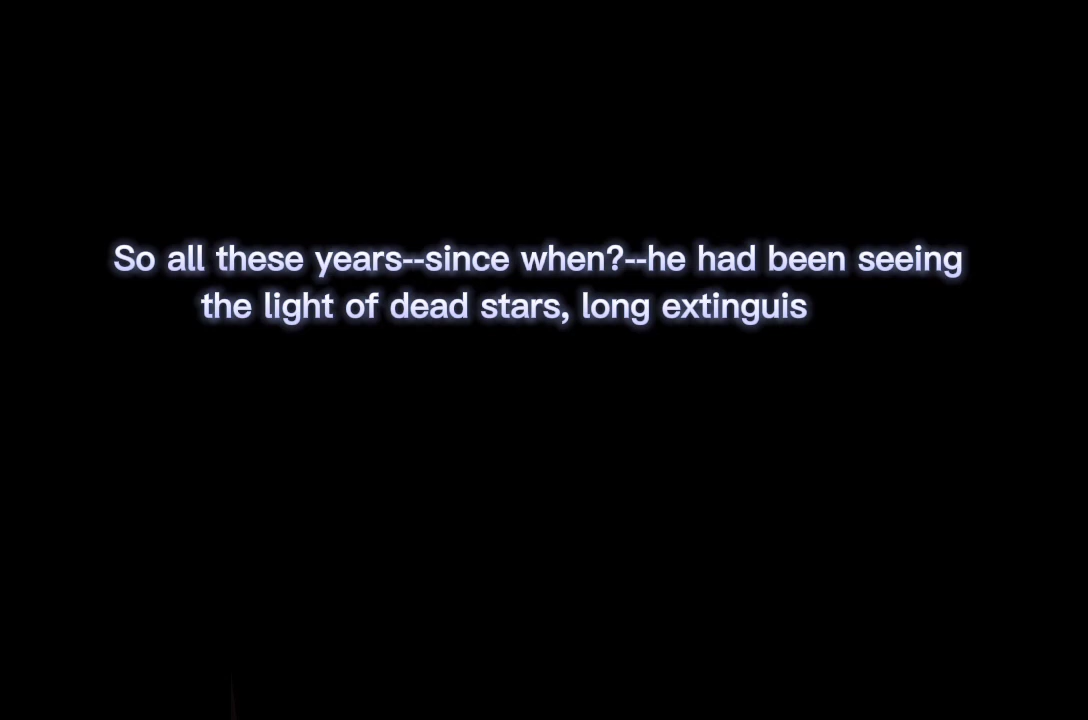 So all these years--since when?--he had been seeing
the light of dead stars, long extinguis